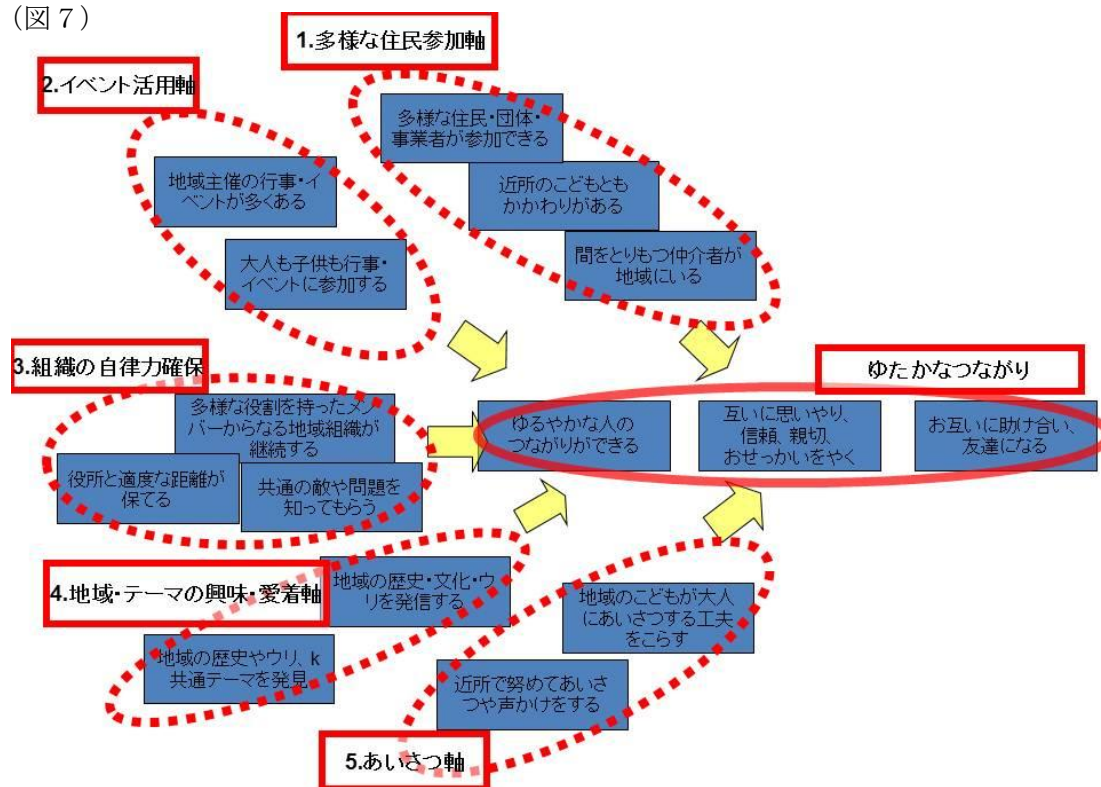 （図７）
1.多様な住民参加軸
多様な住民・団体・
事業者が参加できる
近所のこどもとも
かかわりがある
間をとりもつ仲介者が
地域にいる
2.イベント活用軸
地域主催の行事・イ
ベントが多くある
大人も子供も行事・
イベントに参加する
3.組織の自律力確保
多様な役割を持ったメン
バーからなる地域組織が
継続する
役所と適度な距離が
保てる
共通の敵や問題を
知ってもらう
ゆたかなつながり
ゆるやかな人の
つながりができる
互いに思いやり、
信頼、親切、
おせっかいをやく
お互いに助け合い、
友達になる
4.地域・テーマの興味・愛着軸
地域の歴史・文化・ウ
リを発信する
地域の歴史やウリ、k
共通テーマを発見
地域のこどもが大人
にあいさつする工夫
をこらす
近所で努めてあいさ
つや声かけをする
5.あいさつ軸